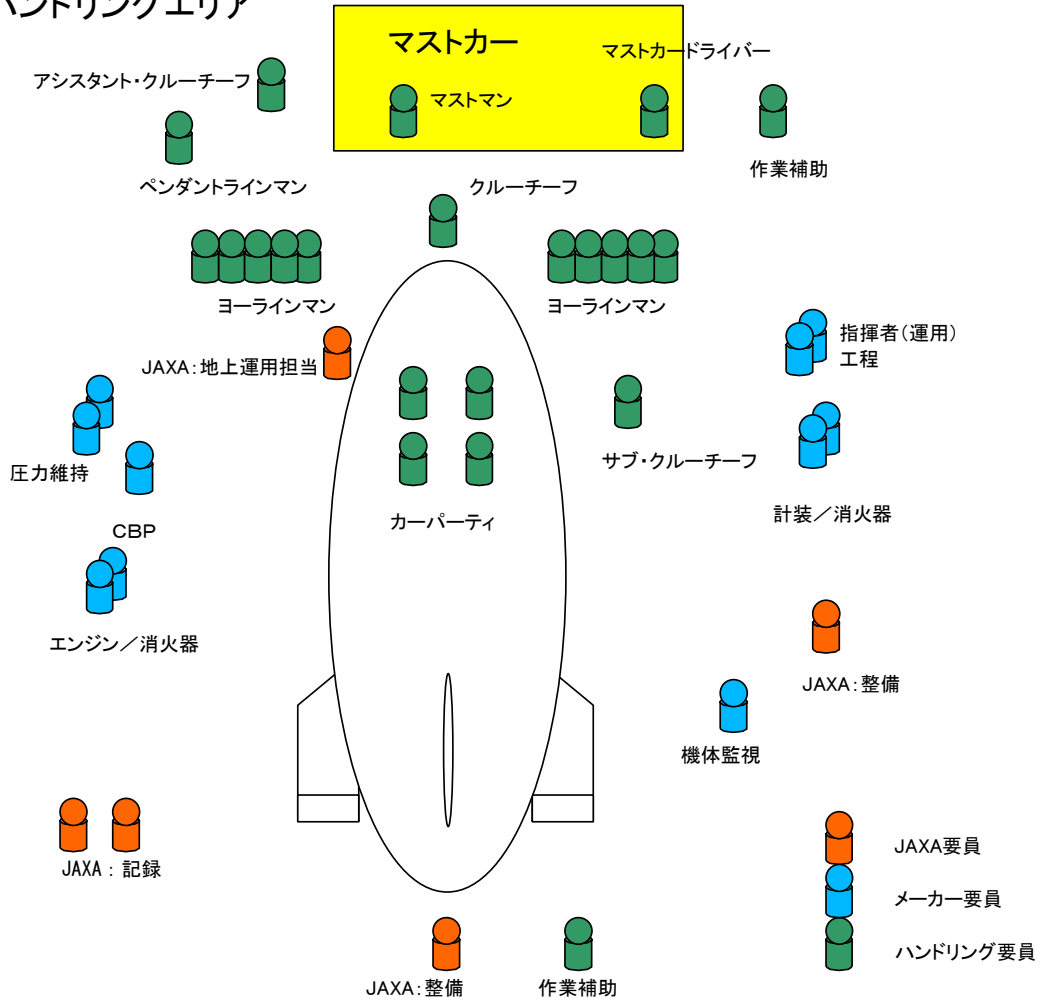 ハンドリングエリア
マストカー
マストカードライバー
アシスタント・クルーチーフ
マストマン
作業補助
ペンダントラインマン
クルーチーフ
ヨーラインマン
ヨーラインマン
指揮者(運用)
工程
JAXA:地上運用担当
圧力維持
サブ・クルーチーフ
カーパーティ
計装/消火器
CBP
エンジン/消火器
JAXA:整備
機体監視
JAXA:記録
JAXA要員
メーカー要員
ハンドリング要員
JAXA:整備
作業補助